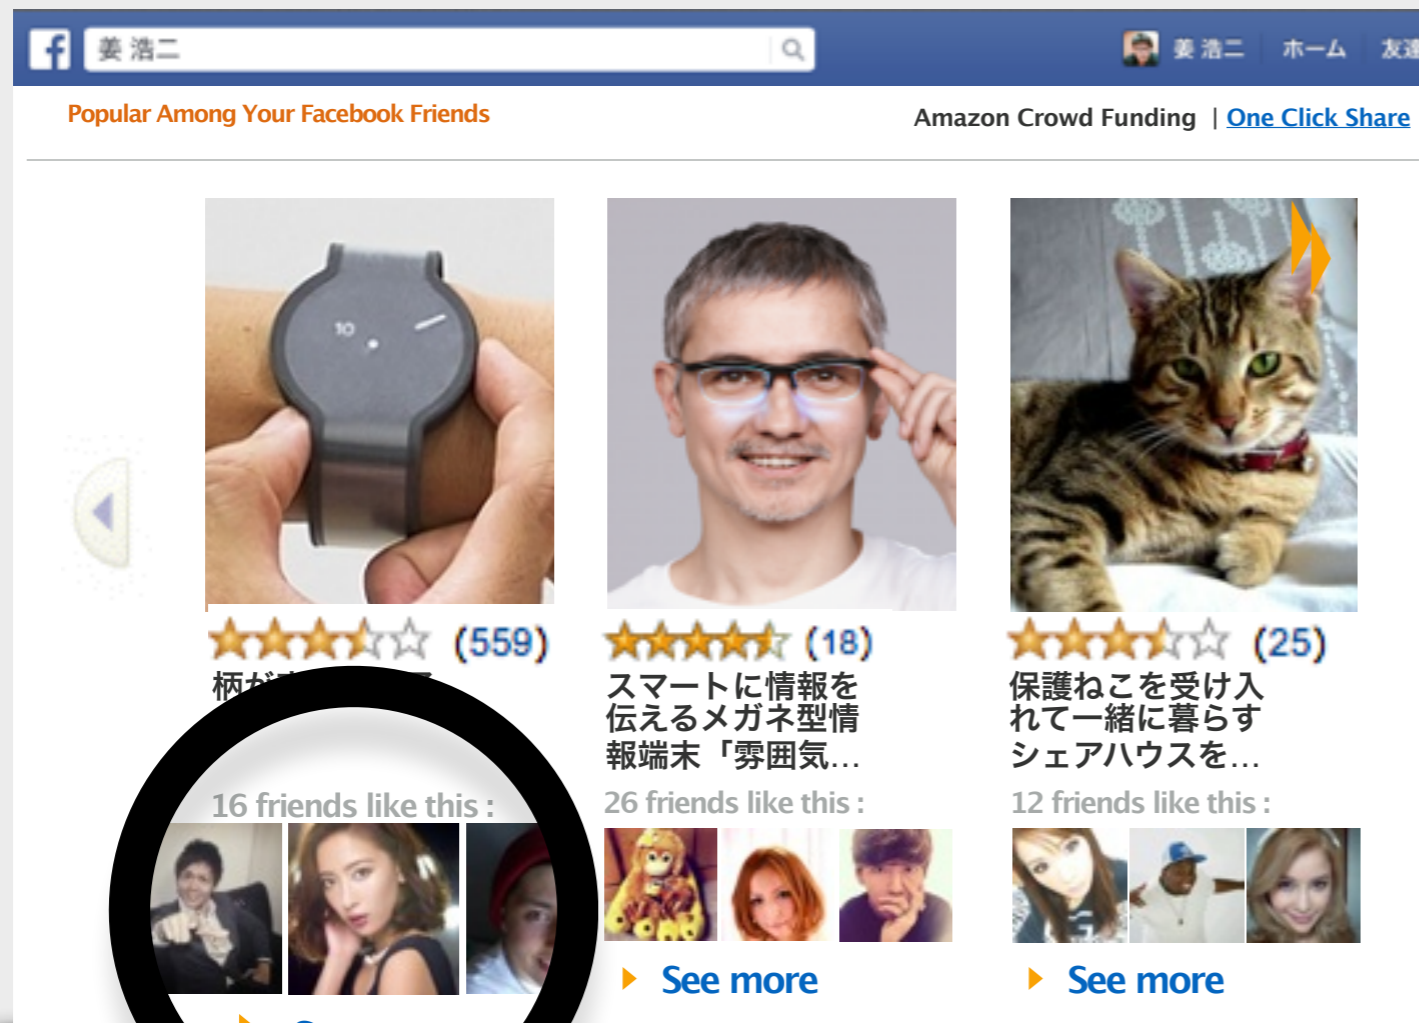 f 姜 浩二
姜 浩二 ホーム
Popular Among Your Facebook Friends
Amazon Crowd Funding | One Click Share
10
(559)
(18)
(25)
柄が
スマートに情報を
伝えるメガネ型情
報端末「雰囲気...
保護ねこを受け入
れて一緒に暮らす
シェアハウスを...
16 friends like this :
26 friends like this :
12 friends like this :
See more
See more